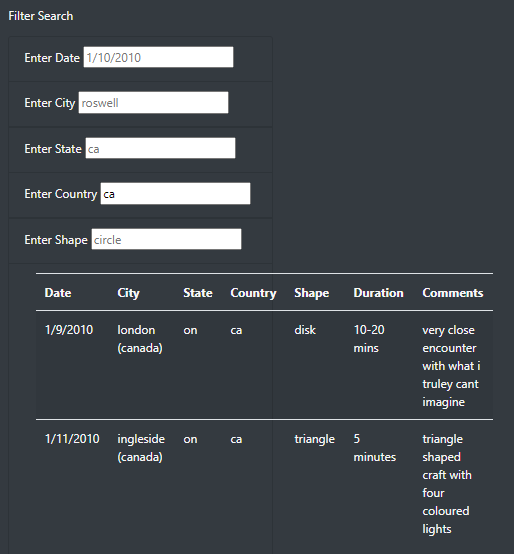 Filter Search
Enter Date 1/10/2010
Enter City roswell
Enter State ca
Enter Country ca
Enter Shape circle
Date City State Country Shape Duration Comments
1/9/2010 london on ca disk 10-20 very close
(canada) mins encounter
with what i
truley cant
imagine
1/11/2010 ingleside on ca triangle 5 triangle
(canada) minutes shaped
craft with
four
coloured
lights